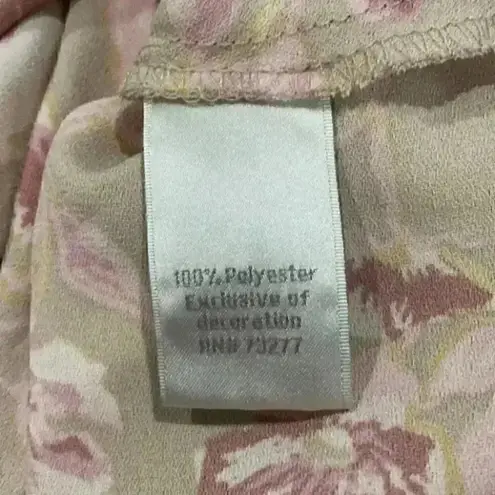 100% Polyester
Exclusive of
decoration
RN# 73277